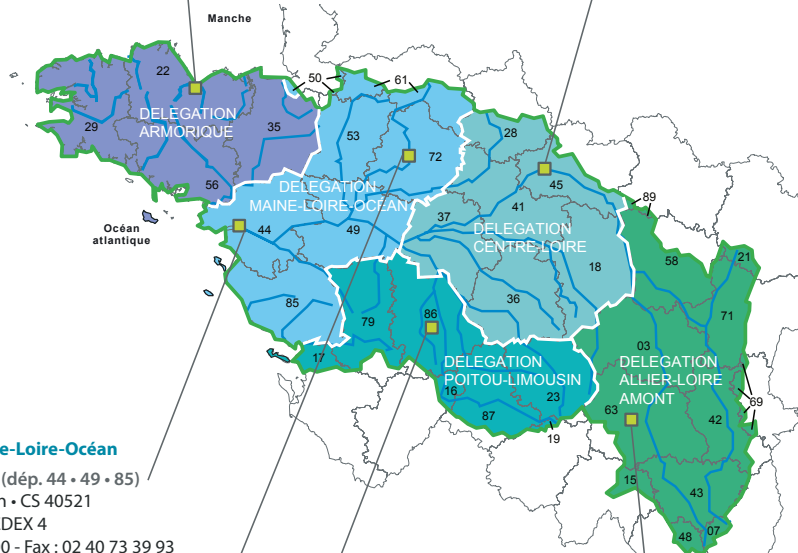 Manche
22
50
61
29
DELEGATION
ARMORIQUE
35
53
72
28
45
56
DELEGATION
MAINE-LOIRE-OCEAN
89
Océan
atlantique
44
49
37
41
DELEGATION
CENTRE-LOIRE
18
58
21
85
36
71
79
86
03
17
DELEGATION
POITOU-LIMOUSIN
DELEGATION
ALLIER-LOIRE
AMONT
16
23
87
19
63
69
42
15
43
48
07
e-Loire-Océan
(dép. 44 • 49 • 85)
n • CS 40521
DEX 4
0 - Fax : 02 40 73 39 93